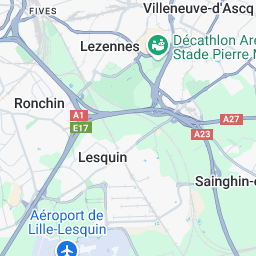 Villeneuve-d'Ascq
FIVES
Lezennes
Décathlon Are
Stade Pierre M
Ronchin
A1
E17
A27
A23
Lesquin
Sainghin-e
Aéroport de
Lille-Lesquin